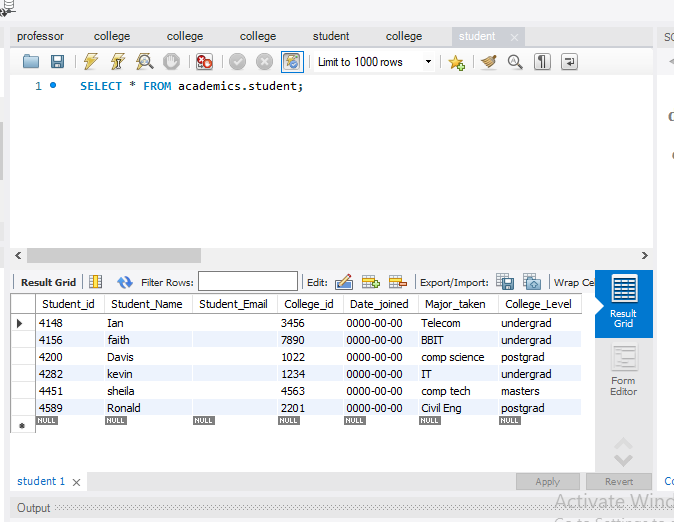 professor college college college student college student
Limit to 1000 rows
1 SELECT * FROM academics.student;
Result Grid Filter Rows: Edit: Export/Import: Wrap Ce
Student_id Student_Name Student_Email College_id Date_joined Major_taken College_Level
4148 Ian 3456 0000-00-00 Telecom undergrad
4156 faith 7890 0000-00-00 BBIT undergrad
4200 Davis 1022 0000-00-00 comp science postgrad
4282 kevin 1234 0000-00-00 IT undergrad
4451 sheila 4563 0000-00-00 comp tech masters
4589 Ronald 2201 0000-00-00 Civil Eng postgrad
NULL NULL NULL NULL NULL NULL NULL
Result
Grid
Form
Editor
student 1 Apply Revert
Output
Activate Wind